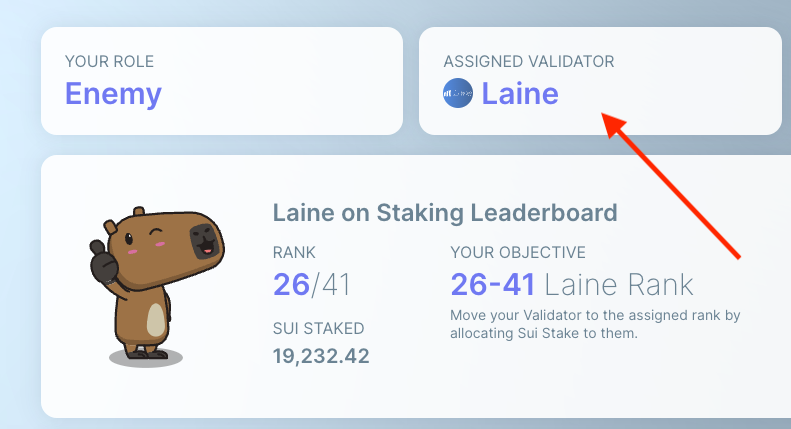 YOUR ROLE
Enemy
ASSIGNED VALIDATOR
Laine
Laine on Staking Leaderboard
RANK
26/41
SUI STAKED
19,232.42
YOUR OBJECTIVE
26-41 Laine Rank
Move your Validator to the assigned rank by
allocating Sui Stake to them.